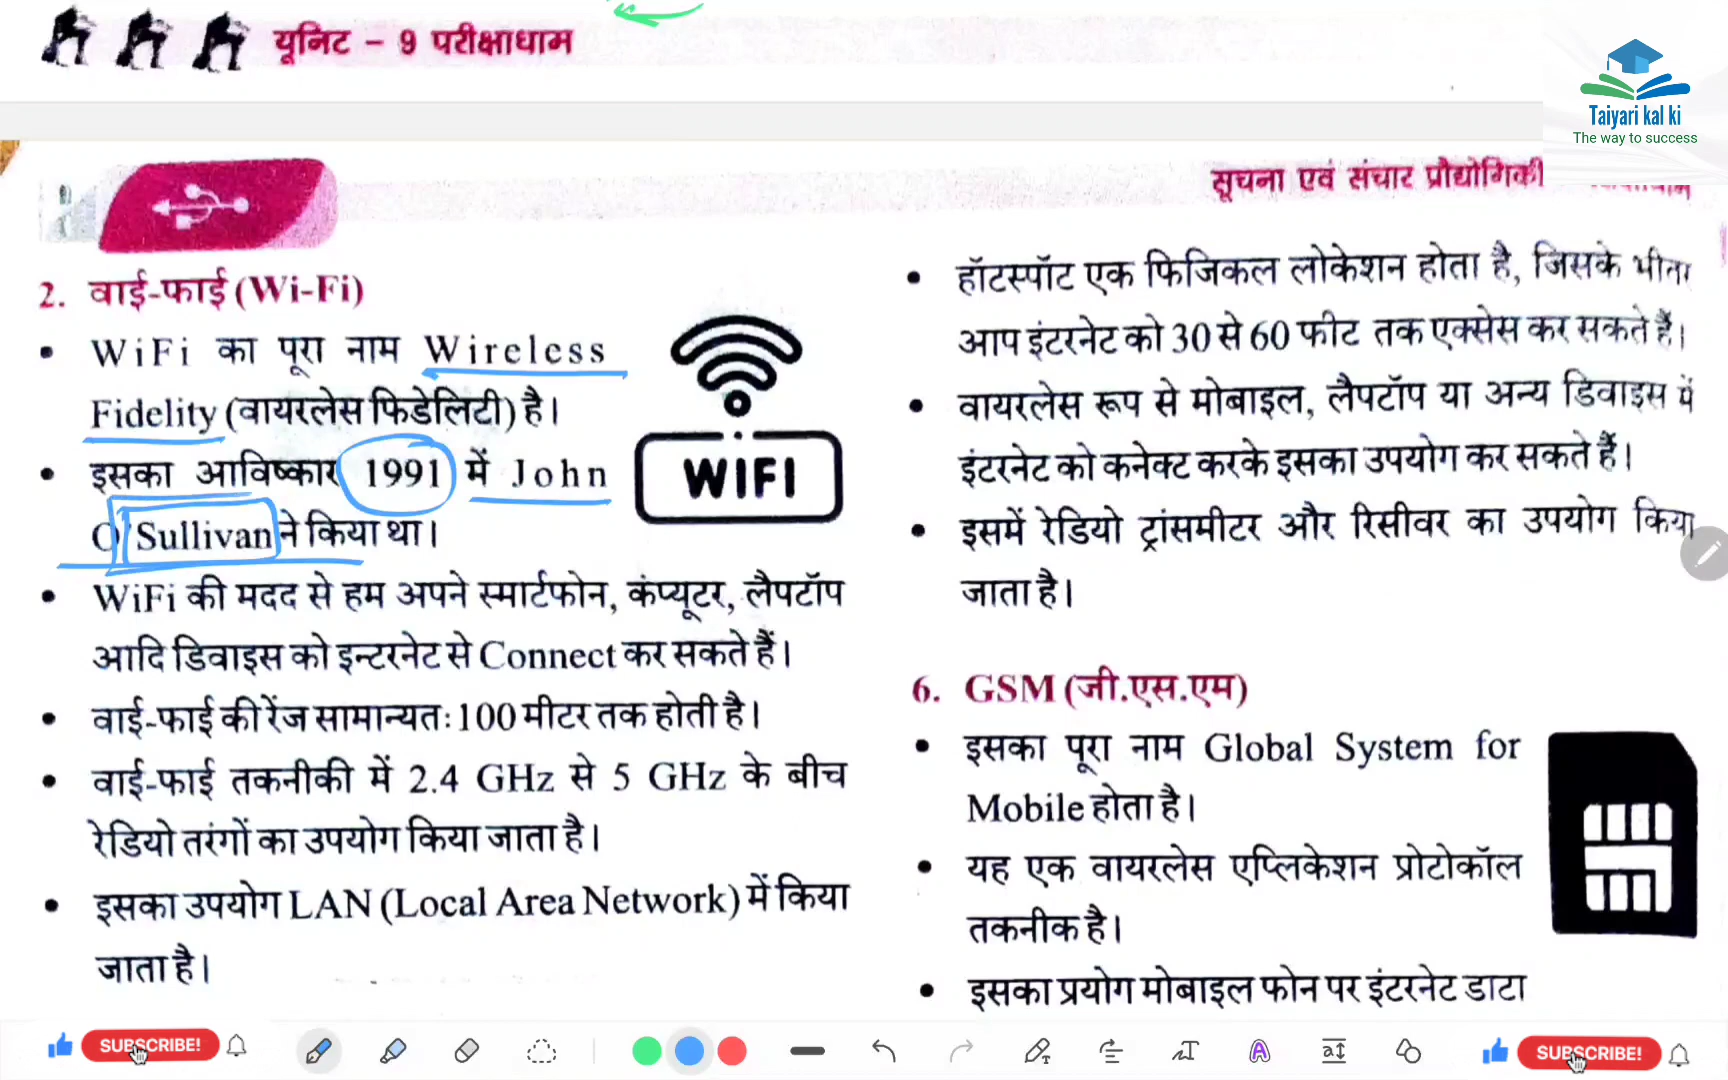 यूनिट – 9 परीक्षाधाम
Taiyari kal ki
The way to success
सूचना एवं संचार प्रौद्योगिकी
2. वाई-फाई (Wi-Fi)
• WiFi का पूरा नाम Wireless
Fidelity (वायरलेस फिडेलिटी) है।
• इसका आविष्कार 1991 में John
O'Sullivan ने किया था।
• WiFi की मदद से हम अपने स्मार्टफोन, कंप्यूटर, लैपटॉप
आदि डिवाइस को इन्टरनेट से Connect कर सकते हैं।
• वाई-फाई की रेंज सामान्यतः 100 मीटर तक होती है।
• वाई-फाई तकनीकी में 2.4 GHz से 5 GHz के बीच
रेडियो तरंगों का उपयोग किया जाता है।
• इसका उपयोग LAN (Local Area Network) में किया
जाता है।
WiFi
• हॉटस्पॉट एक फिजिकल लोकेशन होता है, जिसके
आप इंटरनेट को 30 से 60 फीट तक एक्सेस कर सकते हैं।
• वायरलेस रूप से मोबाइल, लैपटॉप या अन्य डिवाइस में
इंटरनेट को कनेक्ट करके इसका उपयोग कर सकते हैं।
• इसमें रेडियो ट्रांसमीटर और रिसीवर का उपयोग किया
जाता है।
6. GSM (जी.एस.एम)
• इसका पूरा नाम Global System for
Mobile होता है।
• यह एक वायरलेस एप्लिकेशन प्रोटोकॉल
तकनीक है।
• इसका प्रयोग मोबाइल फोन पर इंटरनेट डाटा
SUBSCRIBE!
SUBSCRIBE!